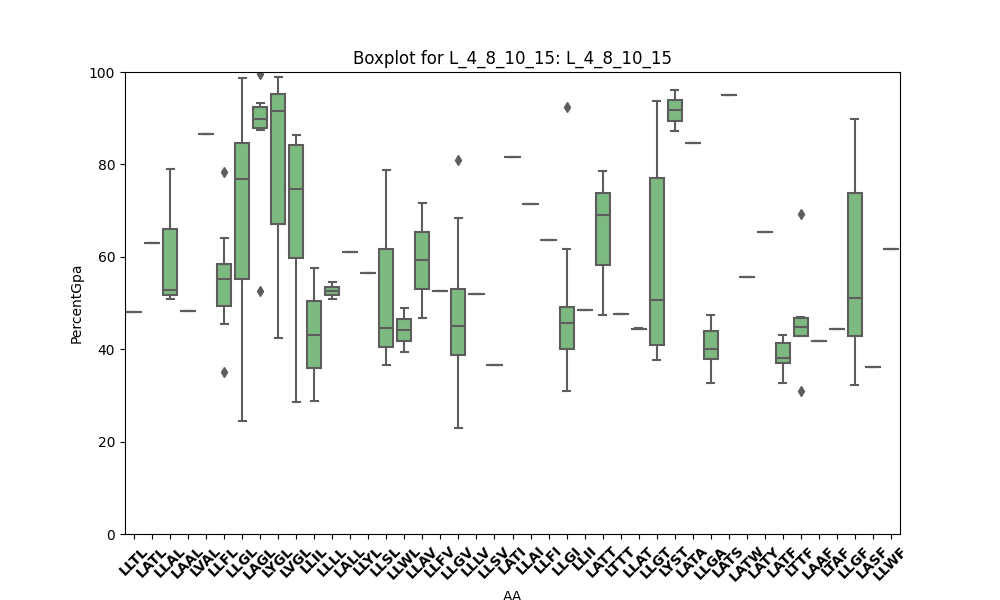 Boxplot for L_4_8_10_15: L_4_8_10_15
PercentGpa
100
80
60
40
20
0
LLTL LATL LLAL LAAL LVAL LLFL LLGL LAGL LYGL LVGL LLIL LLLL LALL LLYL LLSL LLWL LLAV LLFV LLGV LLLV LLSV LATI LLAI LLFI LLGI LLII LATT LTTT LLAT LLGT LYST LATA LLGA LATS LATW LATY LATF LTTF LAAF LTAF LLGF LASF LLWF
AA